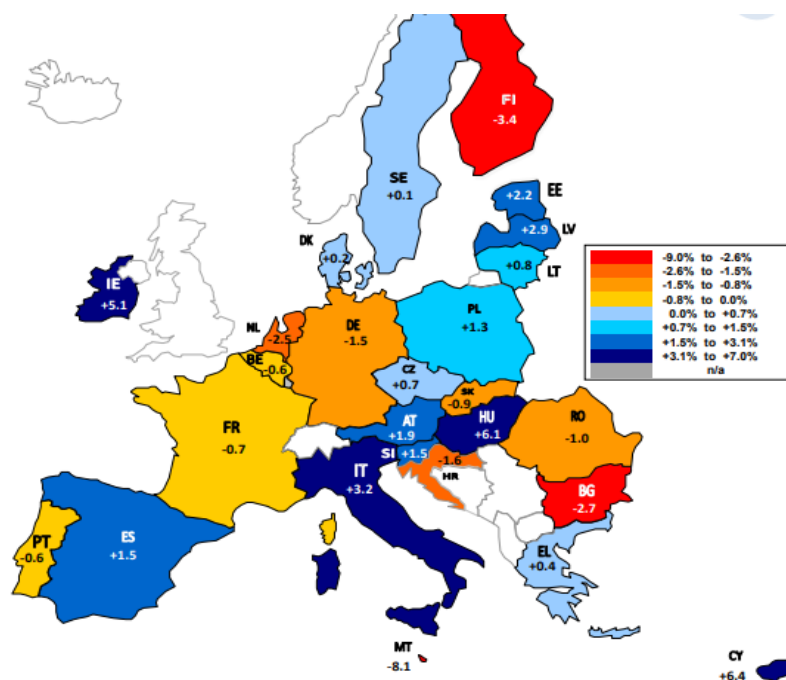 FI
-3.4
SE
+0.1
+2.2
EE
+2.9
LV
DK
+0.2
+0.8
LT
-9.0% to -2.6%
-2.6% to -1.5%
-1.5% to -0.8%
-0.8% to 0.0%
0.0% to +0.7%
+0.7% to +1.5%
+1.5% to +3.1%
+3.1% to +7.0%
n/a
IE
+5.1
NL
-2.5
DE
-1.5
PL
+1.3
BE
-0.6
CZ
+0.7
SK
-0.9
FR
-0.7
AT
+1.9
HU
+6.1
RO
-1.0
SI
+1.5
-1.6
HR
IT
+3.2
BG
-2.7
PT
-0.6
ES
+1.5
EL
+0.4
MT
-8.1
CY
+6.4